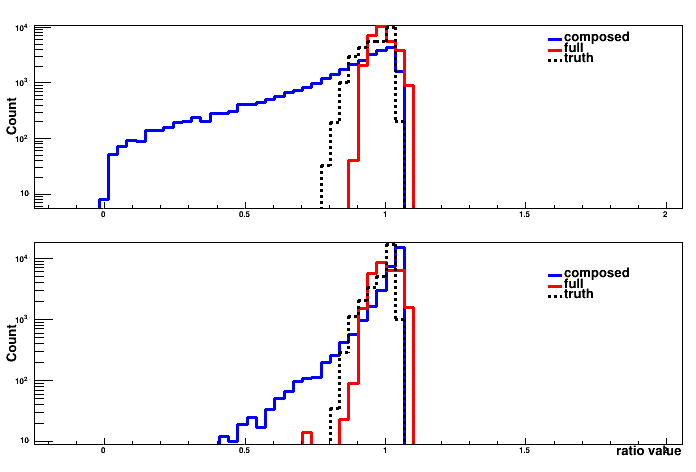 10⁴
composed
full
truth
10³
Count
10²
10
0
0.5
1
1.5
2
10⁴
composed
full
truth
10³
Count
10²
10
0
0.5
1
1.5
ratio value